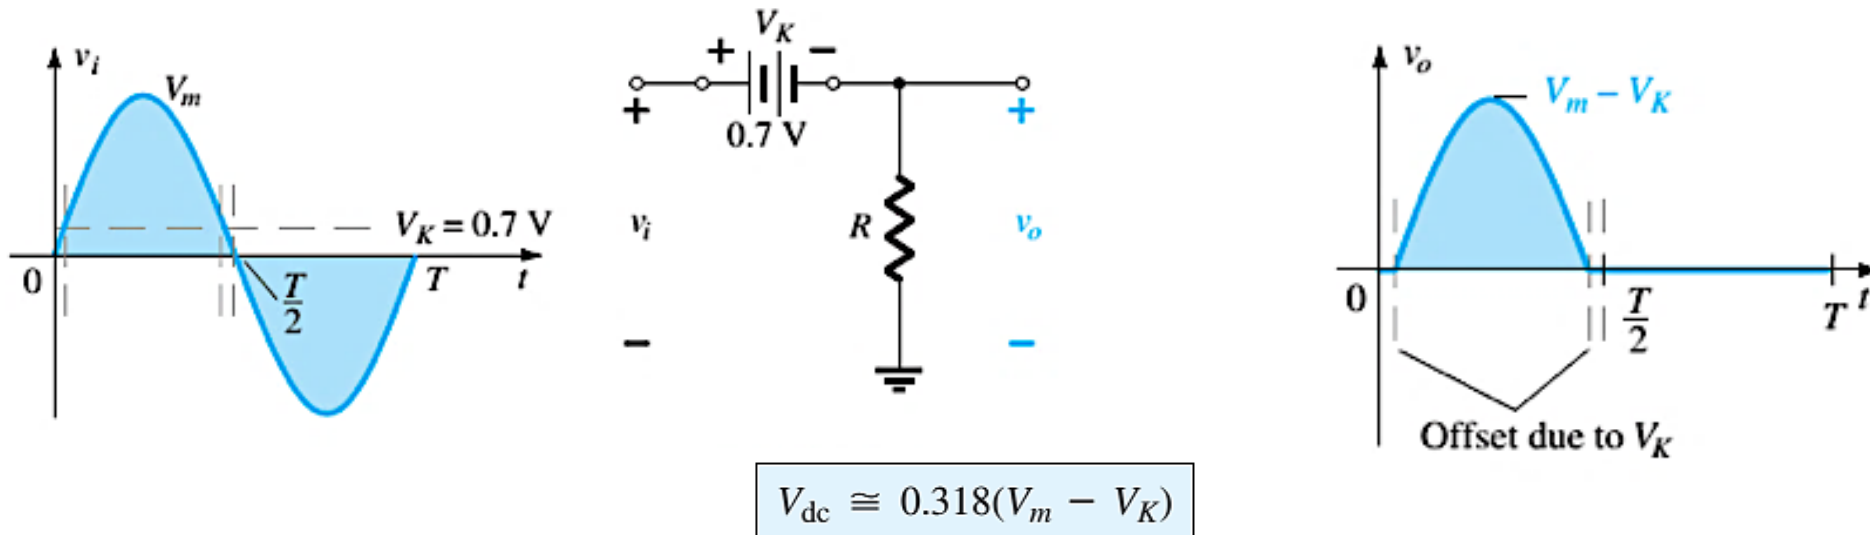 v_i
V_m
V_K = 0.7 V
0
T/2
T
t
V_K
+ −
0.7 V
+ +
v_i
R
v_o
− −
v_o
V_m − V_K
0
T/2
T
t
Offset due to V_K
V_dc ≅ 0.318(V_m − V_K)